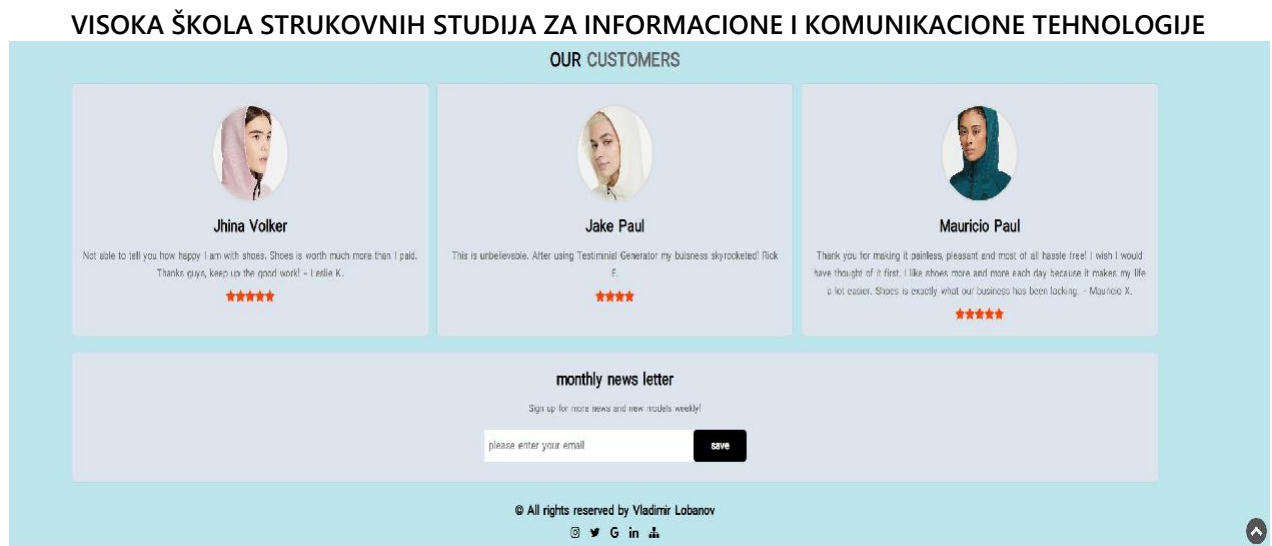 VISOKA ŠKOLA STRUKOVNIH STUDIJA ZA INFORMACIONE I KOMUNIKACIONE TEHNOLOGIJE
OUR CUSTOMERS
Jhina Volker
Not able to tell you how happy I am with shoes. Shoes is worth much more than I paid.
Thanks guys, keep up the good work! - Leslie K.
Jake Paul
This is unbelievable. After using Testiminial Generator my buisness skyrocketed! Rick
E.
Mauricio Paul
Thank you for making it painless, pleasant and most of all hassle free! I wish I would
have thought of it first. I like shoes more and more each day because it makes my life
a lot easier. Shoes is exactly what our business has been lacking. - Mauricio X.
monthly news letter
Sign up for more news and new models weekly!
please enter your email
save
© All rights reserved by Vladimir Lobanov